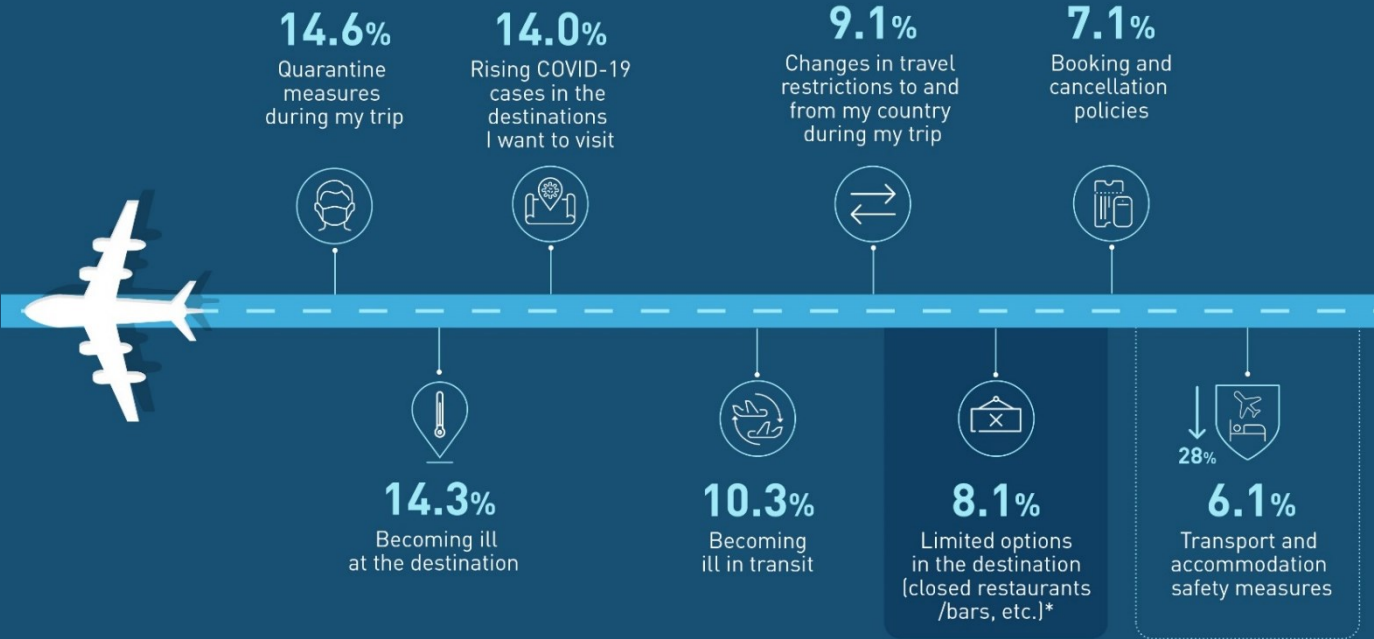 14.6%
Quarantine
measures
during my trip
14.0%
Rising COVID-19
cases in the
destinations
I want to visit
9.1%
Changes in travel
restrictions to and
from my country
during my trip
7.1%
Booking and
cancellation
policies
14.3%
Becoming ill
at the destination
10.3%
Becoming
ill in transit
8.1%
Limited options
in the destination
(closed restaurants
/bars, etc.)*
28%
6.1%
Transport and
accommodation
safety measures